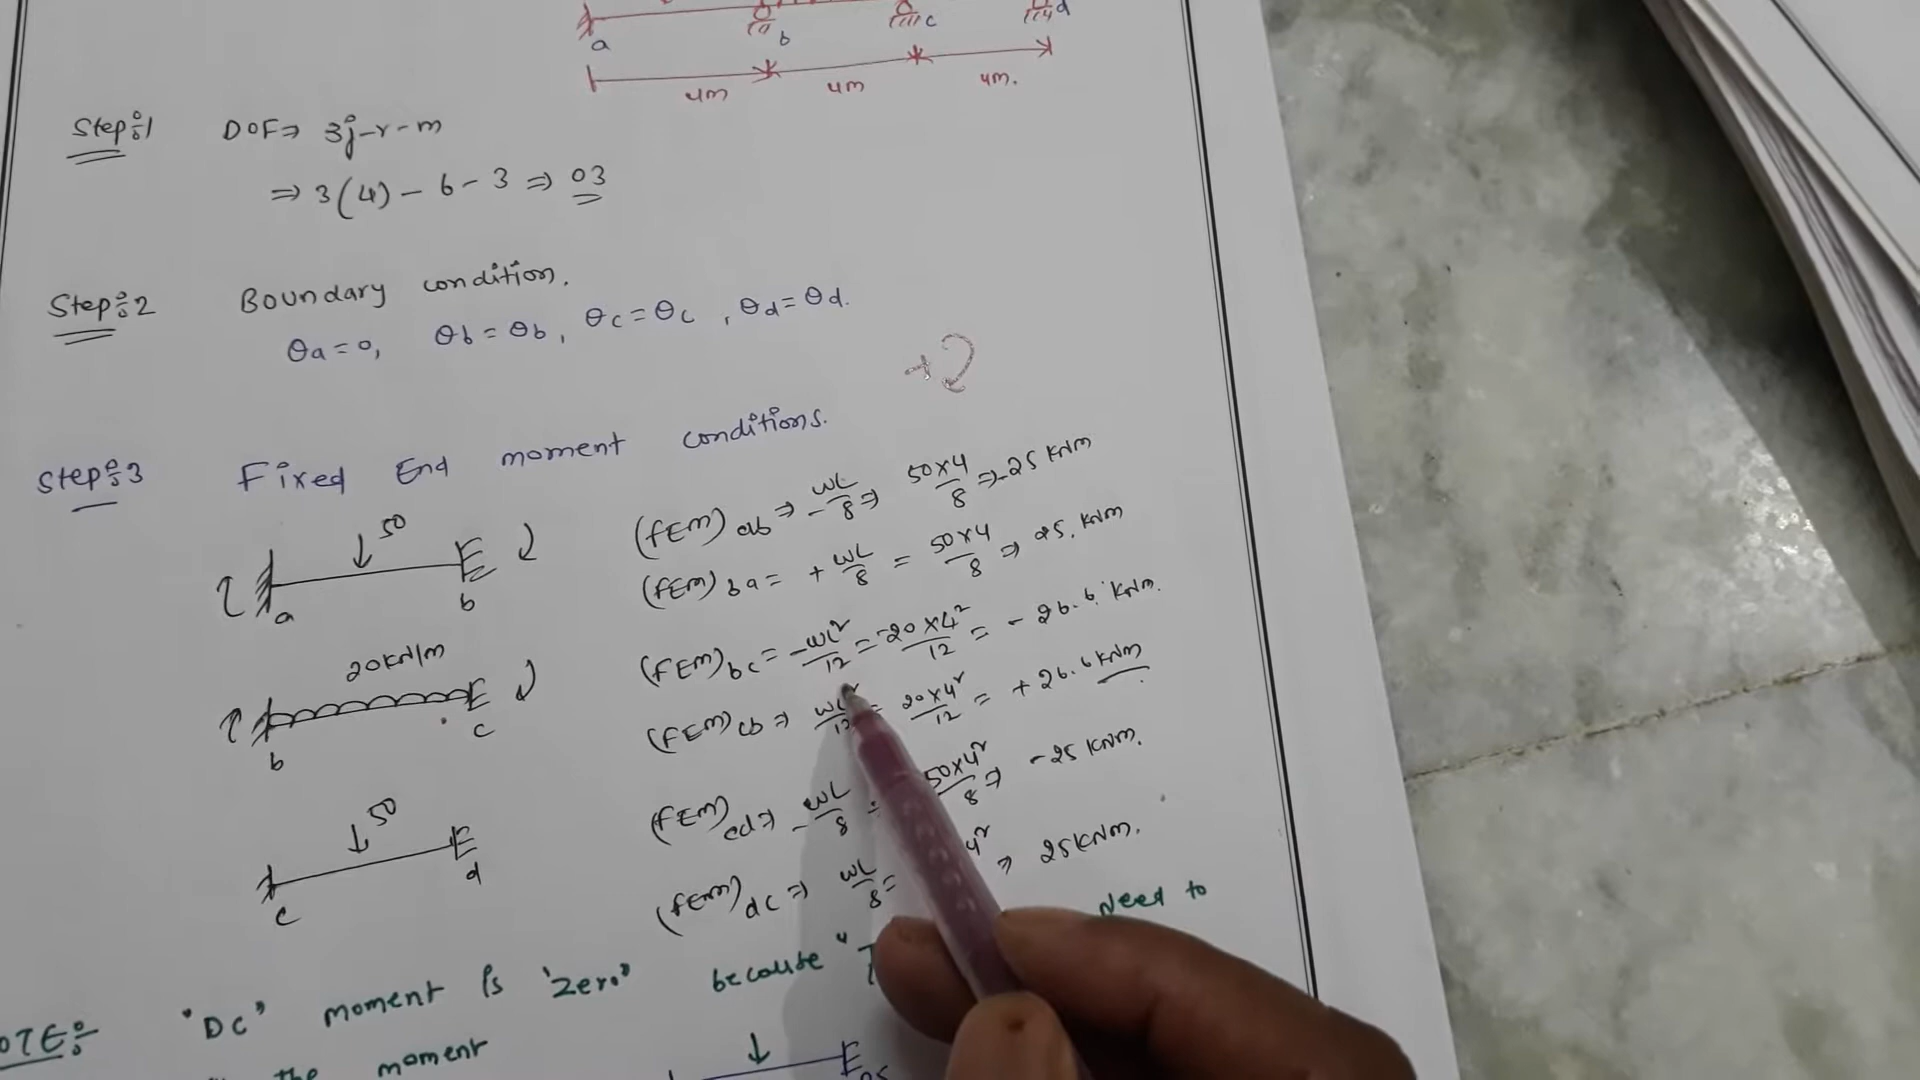 a b c d
4m 4m 4m.
Step:1 DOF ⇒ 3j-r-m
⇒ 3(4) - 6 - 3 ⇒ 03
Step:2 Boundary condition.
θa = 0, θb = θb, θc = θc, θd = θd.
+2
Step:3 Fixed End moment conditions.
50
a b
(FEM)ab ⇒ -WL/8 ⇒ 50×4/8 ⇒ -25 KNm
(FEM)ba = +WL/8 = 50×4/8 ⇒ 25. KNm
20KN/m
b c
(FEM)bc = -WL²/12 = -20×4²/12 = - 26.6 KNm.
(FEM)cb ⇒ WL²/12 = 20×4²/12 = + 26.6 KNm
50
c d
(FEM)cd ⇒ -WL/8 = 50×4²/8 ⇒ -25 KNm.
(FEM)dc ⇒ WL/8 = 4² ⇒ 25KNm.
"DC" moment is 'zero' because " need to
the moment